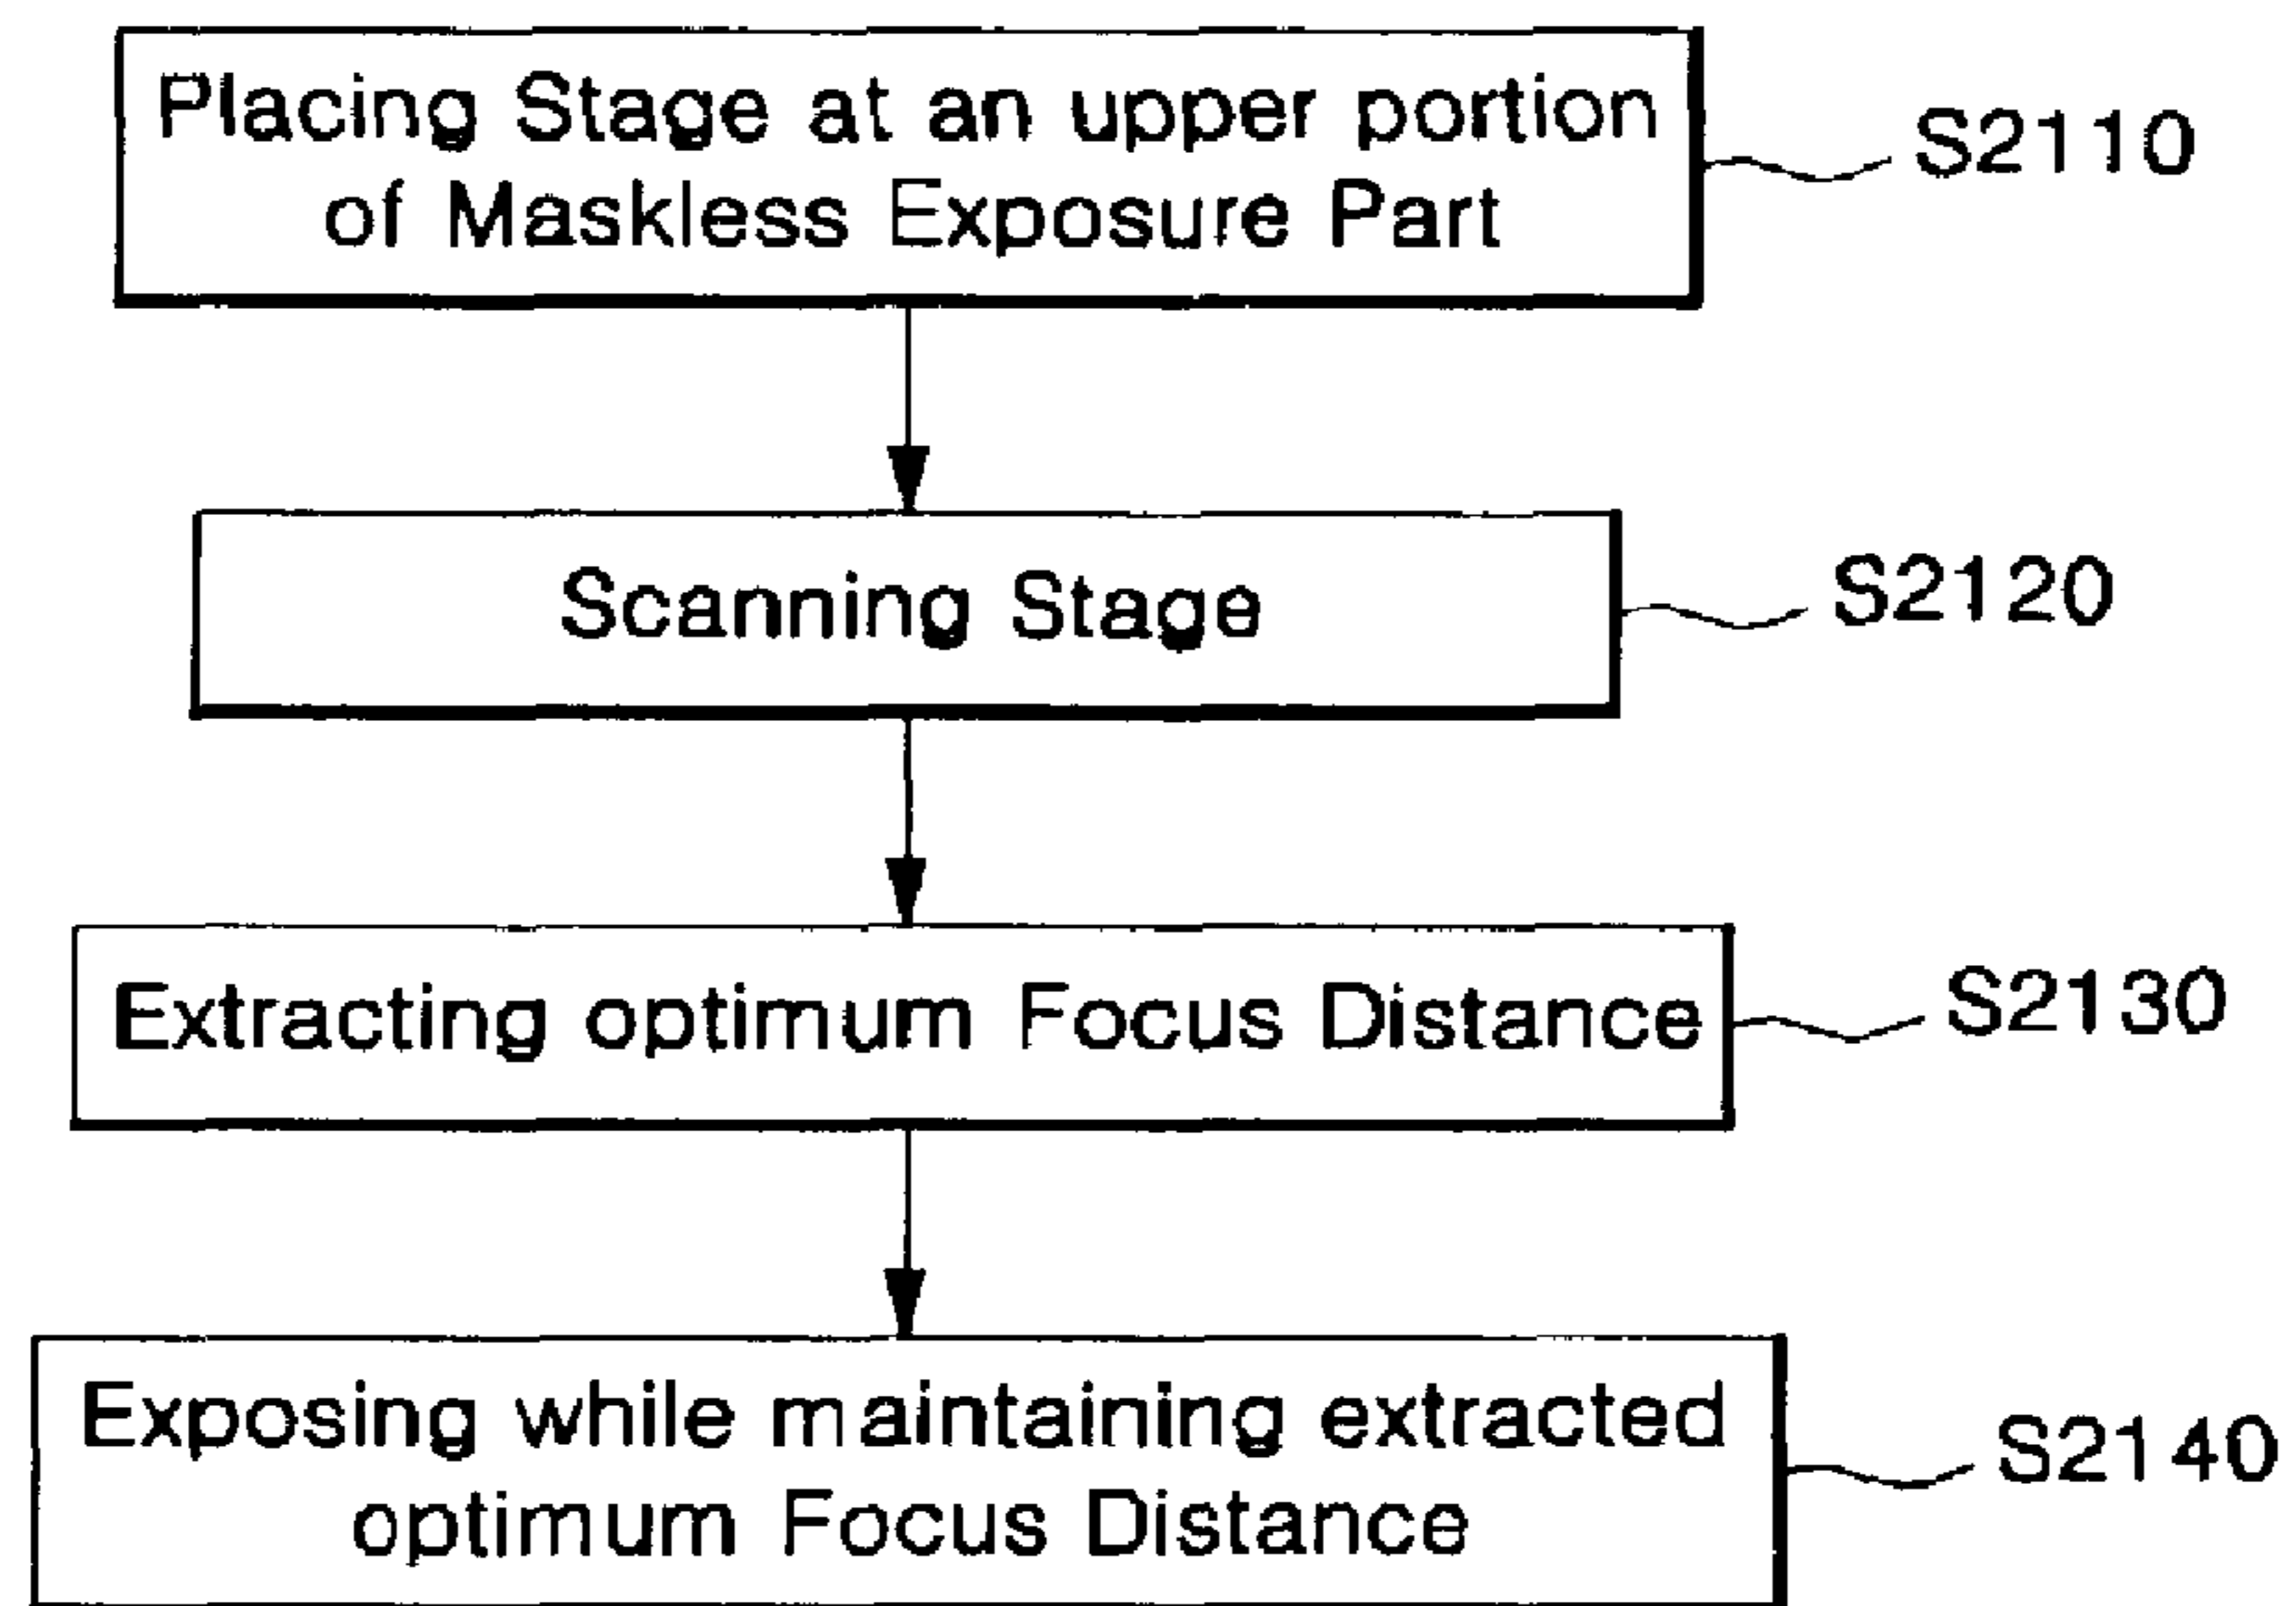 Placing Stage at an upper portion
of Maskless Exposure Part
S2110
Scanning Stage
S2120
Extracting optimum Focus Distance
S2130
Exposing while maintaining extracted
optimum Focus Distance
S2140